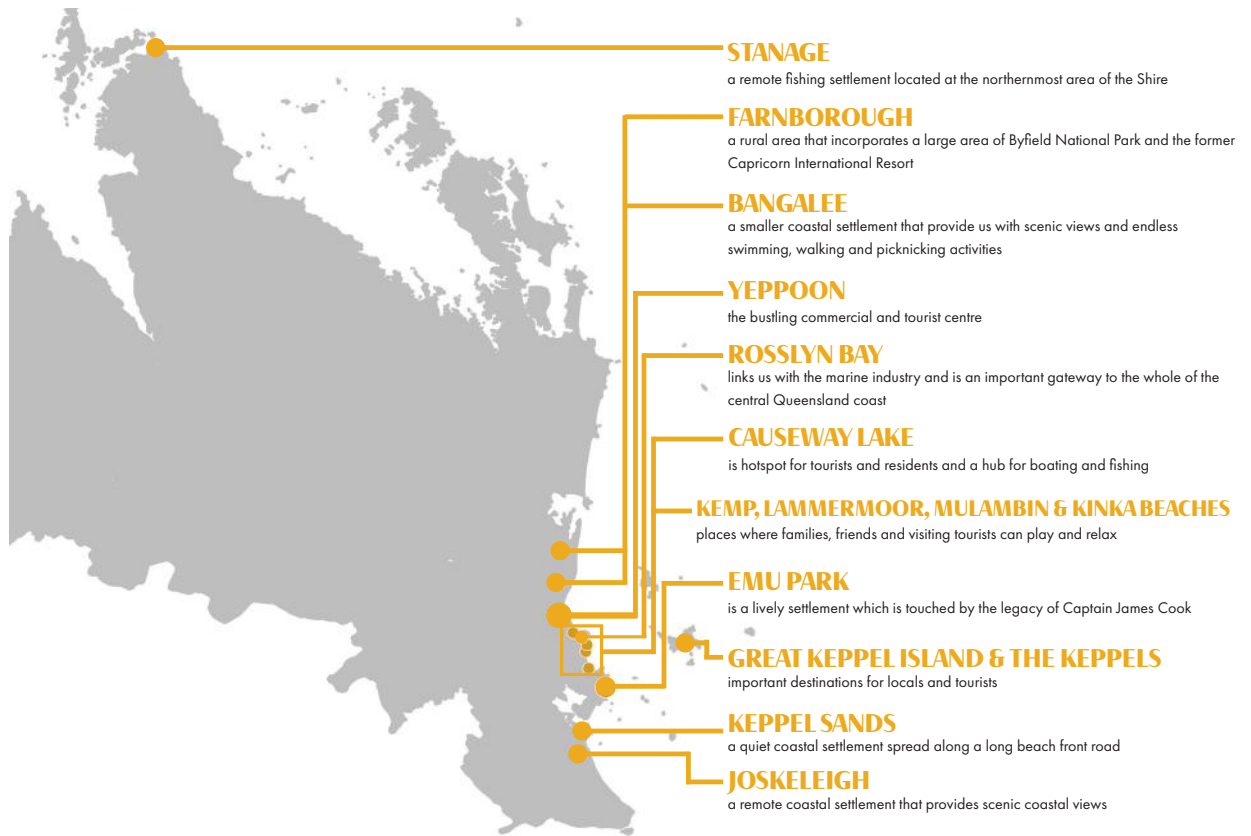 STANAGE
a remote fishing settlement located at the northernmost area of the Shire
FARNBOROUGH
a rural area that incorporates a large area of Byfield National Park and the former
Capricorn International Resort
BANGALEE
a smaller coastal settlement that provide us with scenic views and endless
swimming, walking and picknicking activities
YEPPOON
the bustling commercial and tourist centre
ROSSLYN BAY
links us with the marine industry and is an important gateway to the whole of the
central Queensland coast
CAUSEWAY LAKE
is hotspot for tourists and residents and a hub for boating and fishing
KEMP, LAMMERMOOR, MULAMBIN & KINKA BEACHES
places where families, friends and visiting tourists can play and relax
EMU PARK
is a lively settlement which is touched by the legacy of Captain James Cook
GREAT KEPPEL ISLAND & THE KEPPELS
important destinations for locals and tourists
KEPPEL SANDS
a quiet coastal settlement spread along a long beach front road
JOSKELEIGH
a remote coastal settlement that provides scenic coastal views